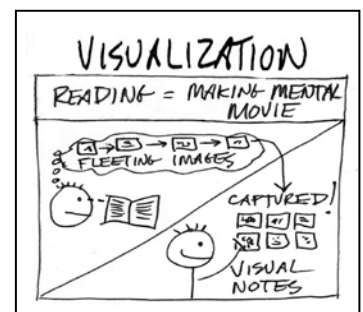 VISUALIZATION
READING = MAKING MENTAL
MOVIE
FLEETING IMAGES
CAPTURED!
VISUAL
NOTES